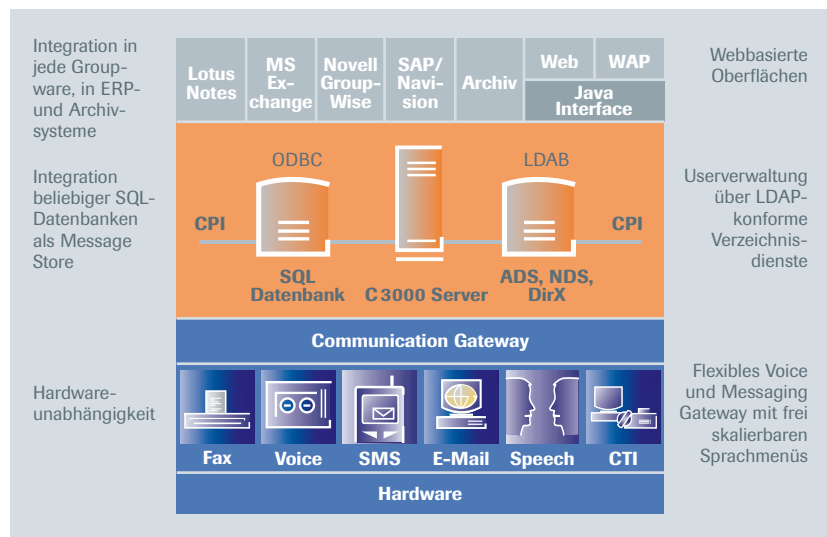 Integration in
jede Group-
ware, in ERP-
und Archiv-
systeme
Lotus
Notes
MS
Ex-
change
Novell
Group-
Wise
SAP/
Navi-
sion
Archiv
Web
WAP
Java
Interface
Webbasierte
Oberflächen
Integration
beliebiger SQL-
Datenbanken
als Message
Store
ODBC
LDAB
CPI
CPI
SQL
Datenbank
C 3000 Server
ADS, NDS,
DirX
Userverwaltung
über LDAP-
konforme
Verzeichnis-
dienste
Communication Gateway
Hardware-
unabhängigkeit
Fax
Voice
SMS
E-Mail
Speech
CTI
Hardware
Flexibles Voice
und Messaging
Gateway mit frei
skalierbaren
Sprachmenüs